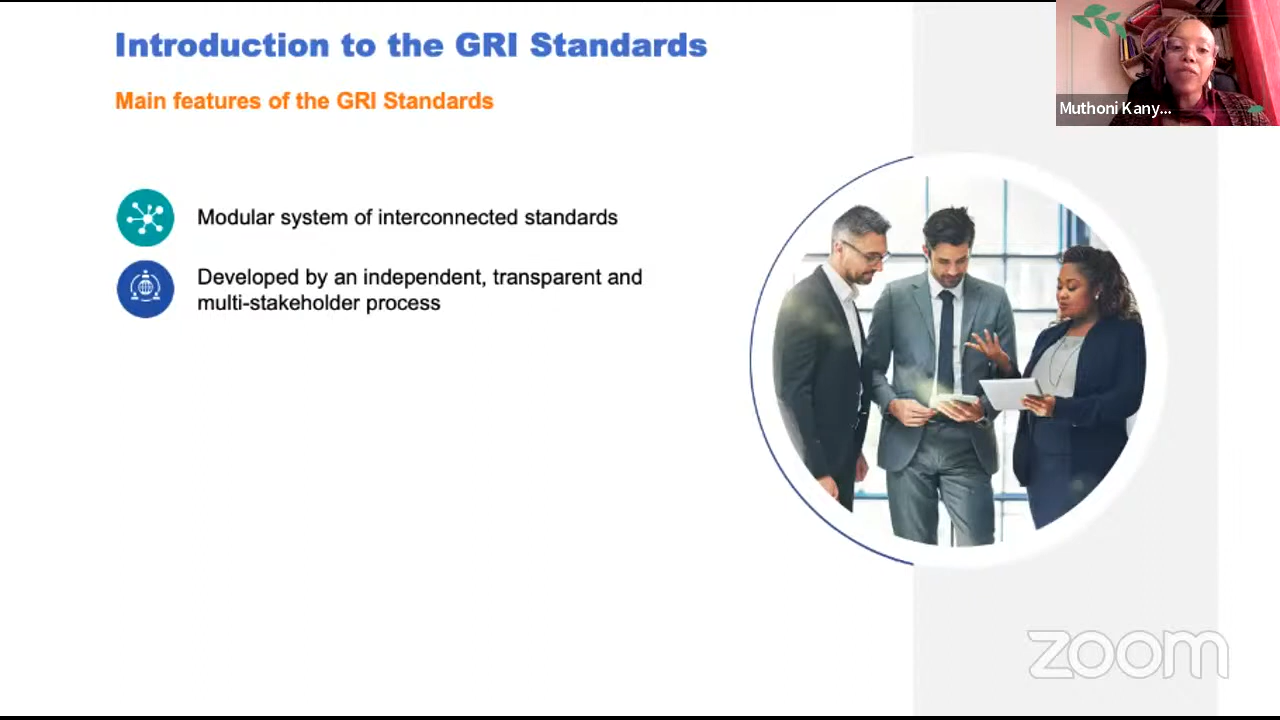 Introduction to the GRI Standards
Main features of the GRI Standards
Muthoni Kany...
Modular system of interconnected standards
Developed by an independent, transparent and
multi-stakeholder process
zoom